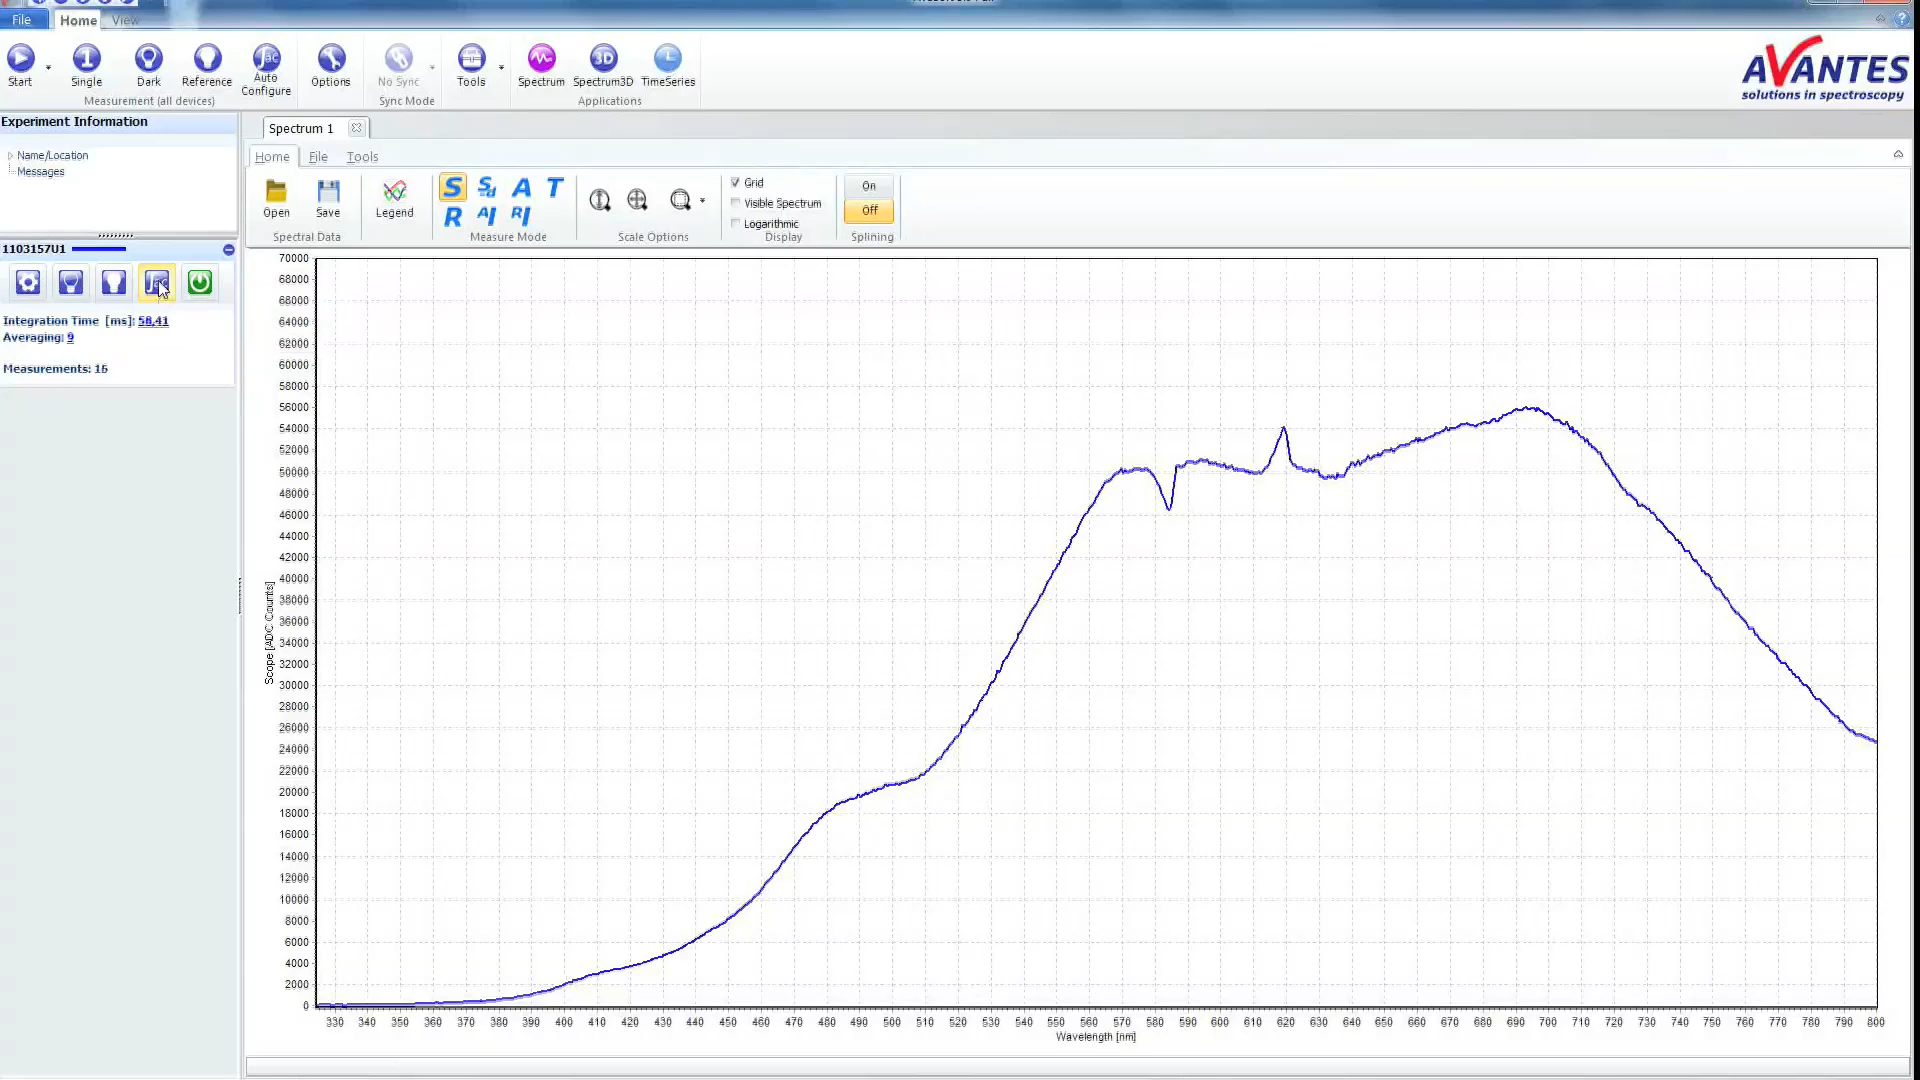 File Home View
Start Single Dark Reference Auto Configure Options No Sync Tools Spectrum Spectrum3D TimeSeries
Measurement (all devices) Sync Mode Applications
AVANTES
solutions in spectroscopy
Experiment Information
Name/Location
Messages
1103157U1
Integration Time [ms]: 58,41
Averaging: 9
Measurements: 16
Spectrum 1
Home File Tools
Open Save Legend
S Sd A T
R AI RI
Grid
Visible Spectrum
Logarithmic
On
Off
Spectral Data Measure Mode Scale Options Display Splining
70000
68000
66000
64000
62000
60000
58000
56000
54000
52000
50000
48000
46000
44000
42000
40000
38000
36000
34000
32000
30000
28000
26000
24000
22000
20000
18000
16000
14000
12000
10000
8000
6000
4000
2000
0
Scope [ADC Counts]
330 340 350 360 370 380 390 400 410 420 430 440 450 460 470 480 490 500 510 520 530 540 550 560 570 580 590 600 610 620 630 640 650 660 670 680 690 700 710 720 730 740 750 760 770 780 790 800
Wavelength [nm]